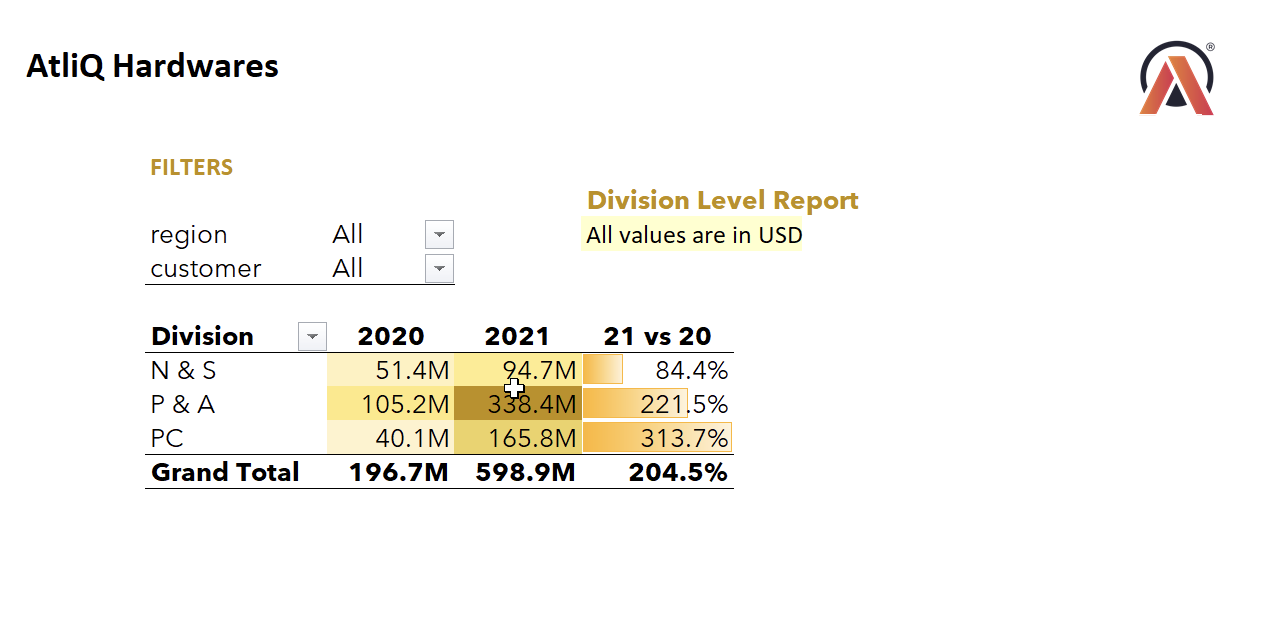 AtliQ Hardwares
®
FILTERS
Division Level Report
All values are in USD
region All
customer All
Division 2020 2021 21 vs 20
N & S 51.4M 94.7M 84.4%
P & A 105.2M 338.4M 221.5%
PC 40.1M 165.8M 313.7%
Grand Total 196.7M 598.9M 204.5%